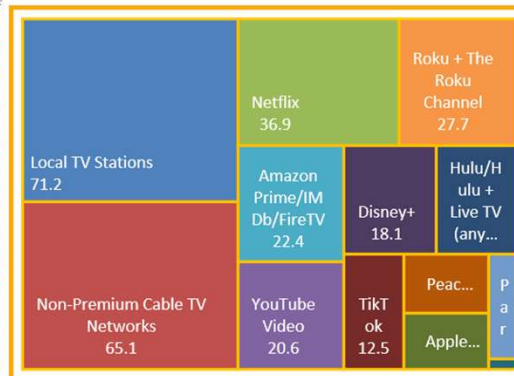 Local TV Stations
71.2
Non-Premium Cable TV
Networks
65.1
Netflix
36.9
Roku + The
Roku
Channel
27.7
Amazon
Prime/IM
Db/FireTV
22.4
Disney+
18.1
Hulu/H
ulu +
Live TV
(any...
YouTube
Video
20.6
TikT
ok
12.5
Peac...
Apple...
P
a
r